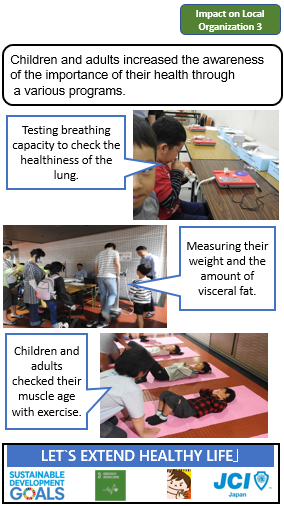 Impact on Local
Organization 3
Children and adults increased the awareness
of the importance of their health through
a various programs.
Testing breathing
capacity to check the
healthiness of the
lung.
Measuring their
weight and the
amount of
visceral fat.
Children and
adults
checked their
muscle age
with exercise.
LET`S EXTEND HEALTHY LIFE」
SUSTAINABLE
DEVELOPMENT
GOALS
JCI
Japan